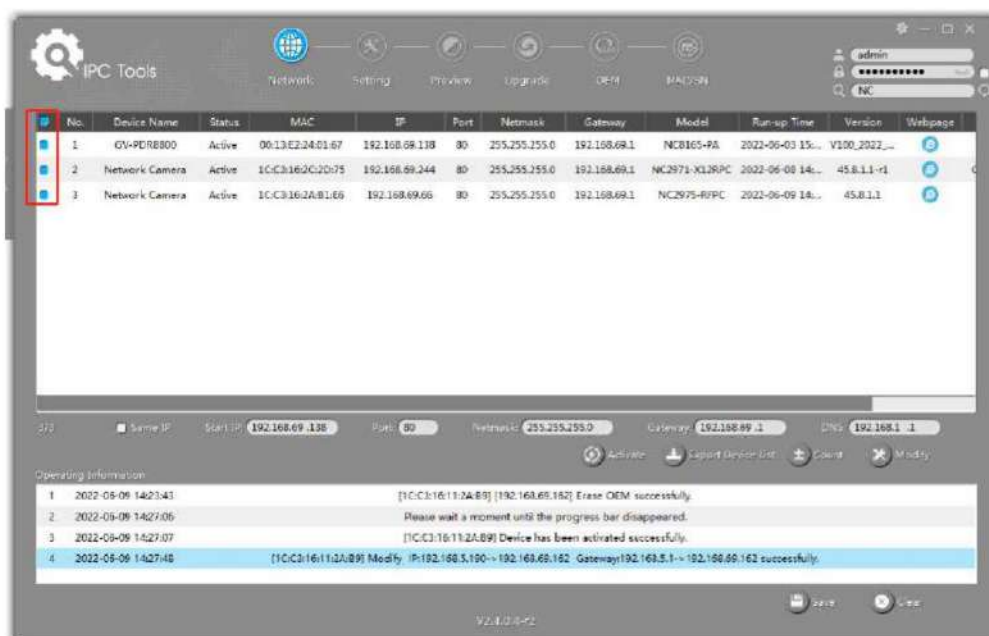 admin
IPC Tools
••••••••••
Network Setting Preview Upgrade OEM MAC/SN
NC
No. Device Name Status MAC IP Port Netmask Gateway Model Run-up Time Version Webpage
1 GV-PDR8800 Active 00:13:E2:24:01:67 192.168.69.138 80 255.255.255.0 192.168.69.1 NC8165-PA 2022-06-03 15:... V100_2022_...
2 Network Camera Active 1C:C3:16:2C:2D:75 192.168.69.244 80 255.255.255.0 192.168.69.1 NC2971-X12RPC 2022-06-08 14:... 45.8.1.1-r1
3 Network Camera Active 1C:C3:16:2A:B1:E6 192.168.69.66 80 255.255.255.0 192.168.69.1 NC2975-RFPC 2022-06-09 14:... 45.8.1.1
3/3 Same IP Start IP: 192.168.69 .138 Port: 80 Netmask: 255.255.255.0 Gateway: 192.168.69 .1 DNS: 192.168.1 .1
Activate Export Device List Count Modify
Operating Information
1 2022-06-09 14:23:43 [1C:C3:16:11:2A:B9] [192.168.69.162] Erase OEM successfully.
2 2022-06-09 14:27:06 Please wait a moment until the progress bar disappeared.
3 2022-06-09 14:27:07 [1C:C3:16:11:2A:B9] Device has been activated successfully.
4 2022-06-09 14:27:48 [1C:C3:16:11:2A:B9] Modify IP:192.168.5.190-> 192.168.69.162 Gateway:192.168.5.1-> 192.168.69.162 successfully.
Save Clear
V2.4.0.4-r2